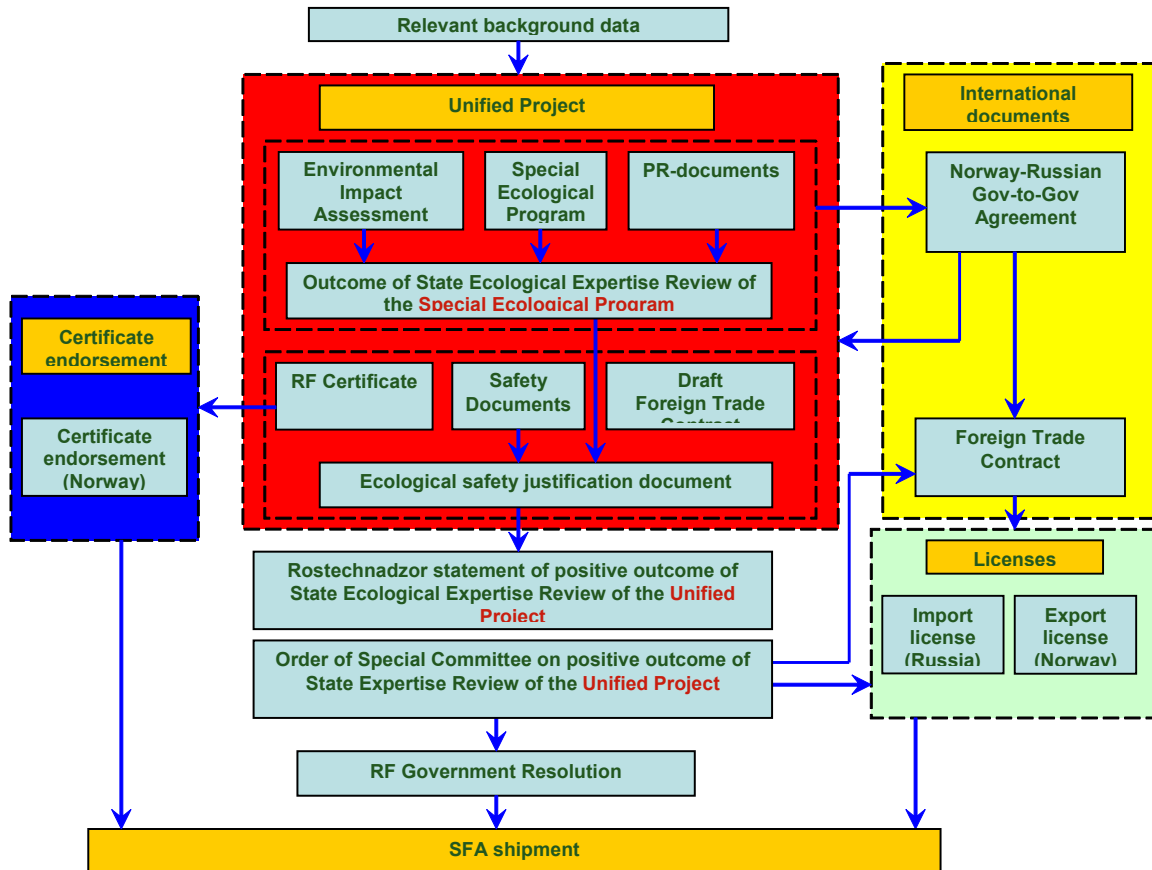 Relevant background data
Unified Project
Environmental
Impact
Assessment
Special
Ecological
Program
PR-documents
Outcome of State Ecological Expertise Review of
the Special Ecological Program
RF Certificate
Safety
Documents
Draft
Foreign Trade
Contract
Ecological safety justification document
International
documents
Norway-Russian
Gov-to-Gov
Agreement
Foreign Trade
Contract
Certificate
endorsement
Certificate
endorsement
(Norway)
Licenses
Import
license
(Russia)
Export
license
(Norway)
Rostechnadzor statement of positive outcome of
State Ecological Expertise Review of the Unified
Project
Order of Special Committee on positive outcome of
State Expertise Review of the Unified Project
RF Government Resolution
SFA shipment